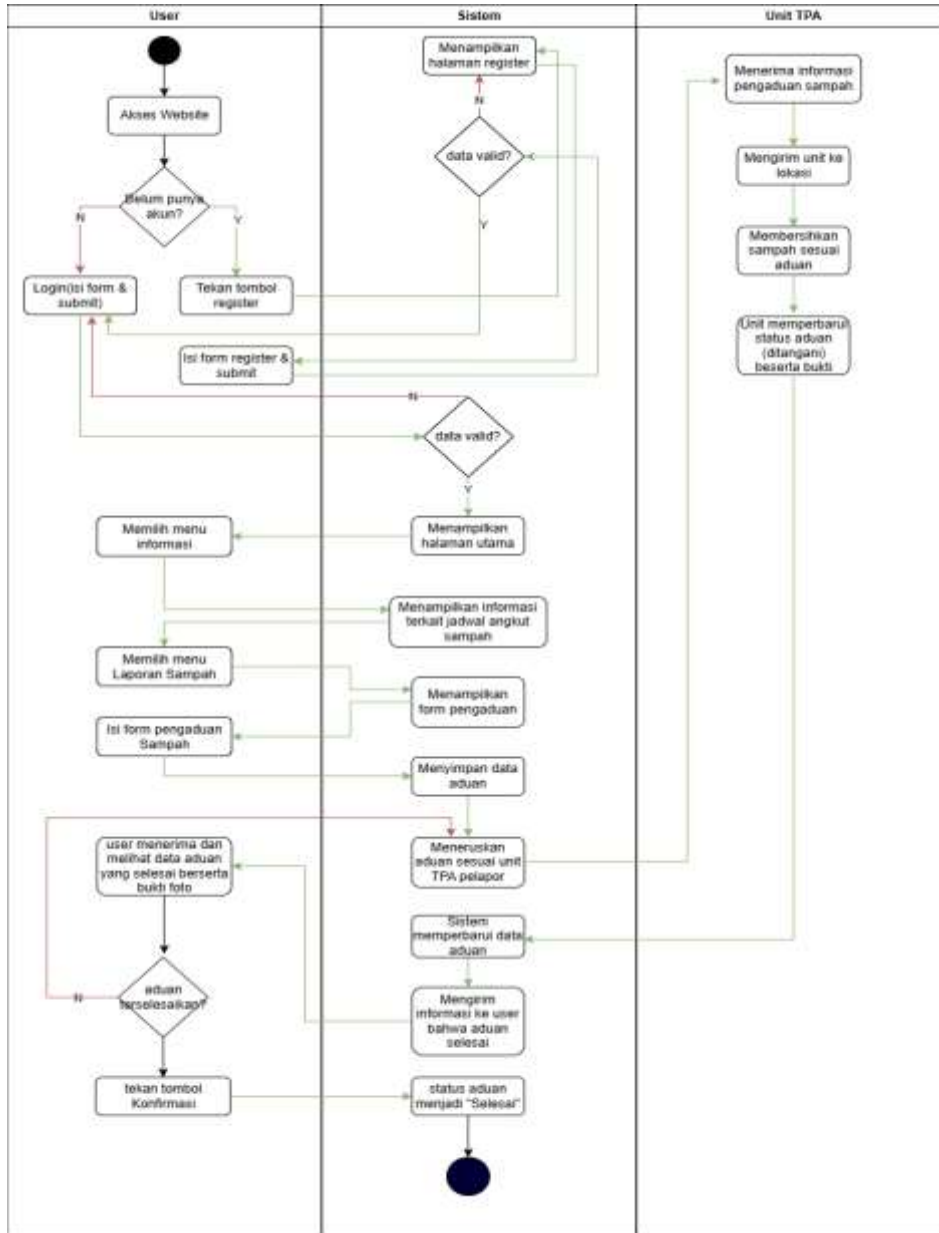 User
Sistem
Unit TPA
Menampilkan
halaman register
Menerima informasi
pengaduan sampah
N
Akses Website
data valid?
Mengirim unit ke
lokasi
Belum punya
akun?
N
Y
Y
Membersihkan
sampah sesuai
aduan
Login(isi form &
submit)
Tekan tombol
register
Unit memperbarui
status aduan
(ditangani)
beserta bukti
Isi form register &
submit
N
data valid?
Y
Memilih menu
informasi
Menampilkan
halaman utama
Menampilkan informasi
terkait jadwal angkut
sampah
Memilih menu
Laporan Sampah
Menampilkan
form pengaduan
Isi form pengaduan
Sampah
Menyimpan data
aduan
user menerima dan
melihat data aduan
yang selesai berserta
bukti foto
Meneruskan
aduan sesuai unit
TPA pelapor
Sistem
memperbarui data
aduan
N
aduan
terselesaikan?
Mengirim
informasi ke user
bahwa aduan
selesai
tekan tombol
Konfirmasi
status aduan
menjadi "Selesai"